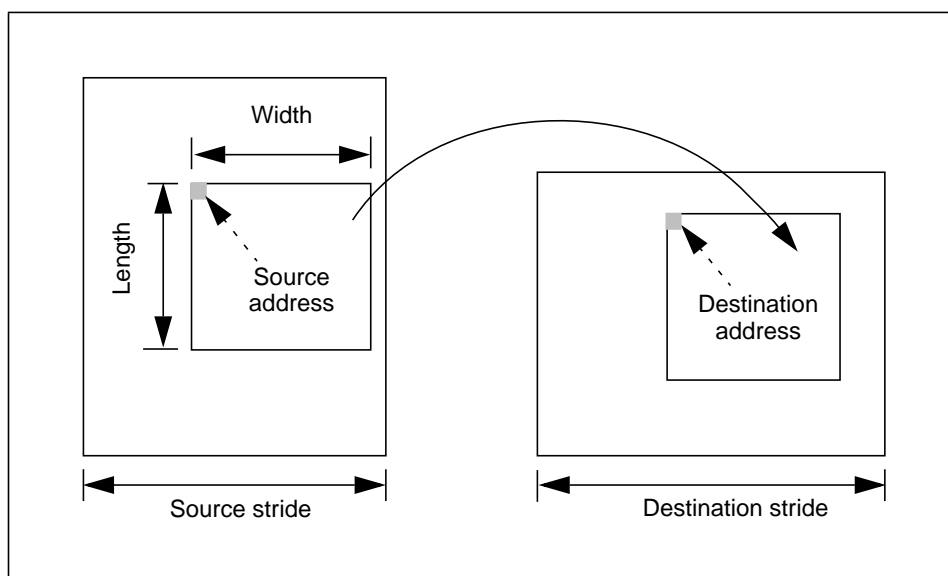 Width
Length
Source
address
Source stride
Destination
address
Destination stride